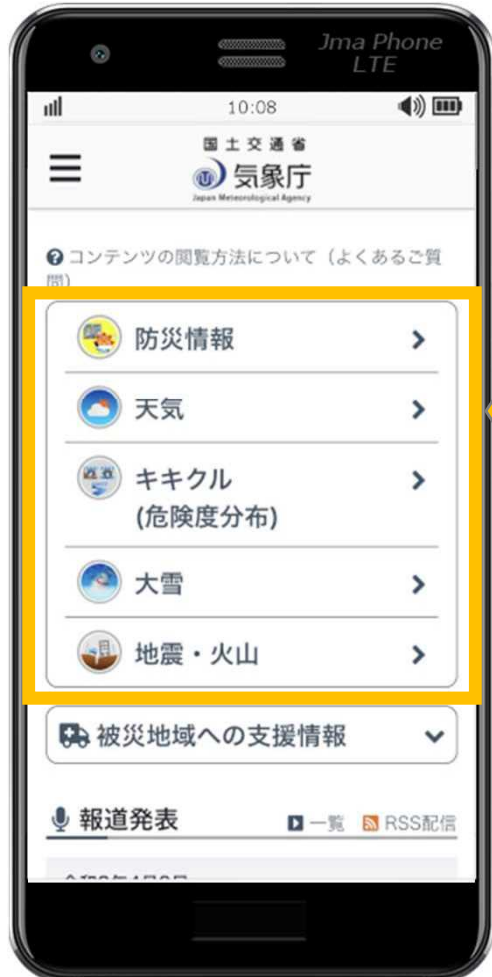 Jma Phone
LTE
10:08
国土交通省
気象庁
Japan Meteorological Agency
コンテンツの閲覧方法について（よくあるご質
問)
防災情報
天気
キキクル
(危険度分布)
大雪
地震・火山
被災地域への支援情報
報道発表
一覧
RSS配信